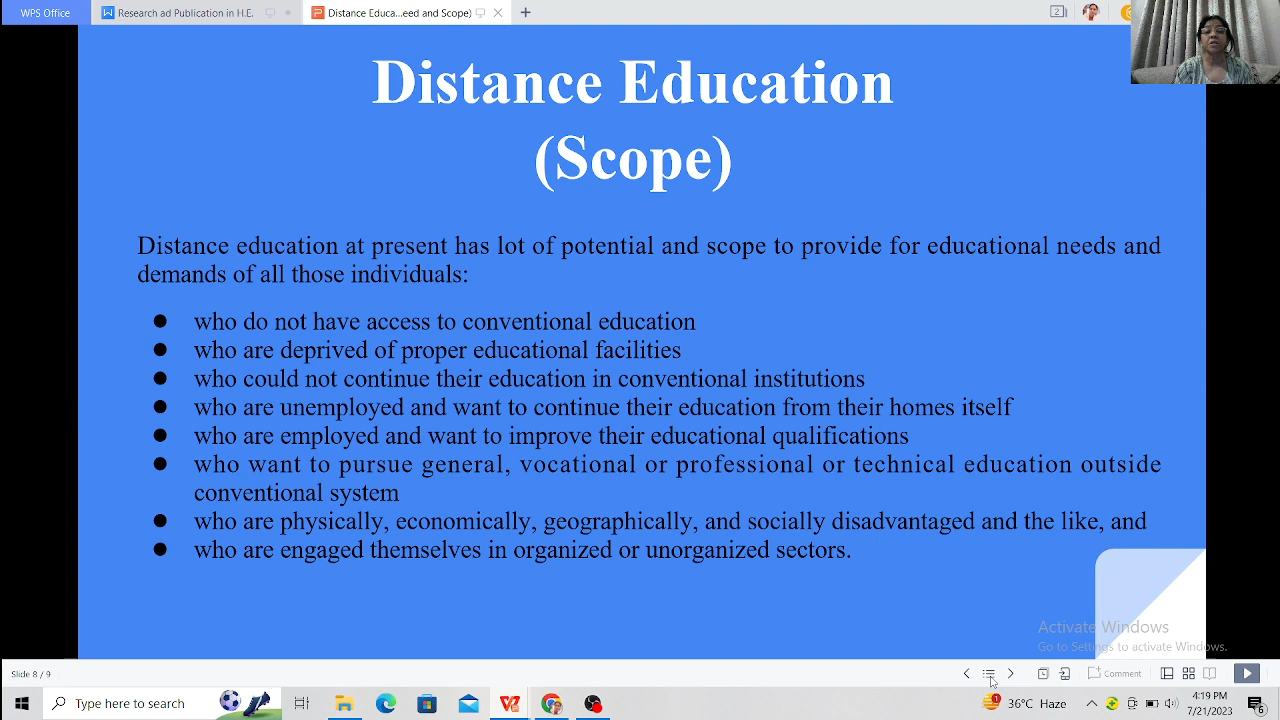 WPS Office
Research ad Publication in H.E.
Distance Educa...eed and Scope)
Distance Education
(Scope)
Distance education at present has lot of potential and scope to provide for educational needs and
demands of all those individuals:
● who do not have access to conventional education
● who are deprived of proper educational facilities
● who could not continue their education in conventional institutions
● who are unemployed and want to continue their education from their homes itself
● who are employed and want to improve their educational qualifications
● who want to pursue general, vocational or professional or technical education outside
conventional system
● who are physically, economically, geographically, and socially disadvantaged and the like, and
● who are engaged themselves in organized or unorganized sectors.
Activate Windows
Go to Settings to activate Windows.
Slide 8 / 9
Comment
Type here to search
36°C Haze
4:19 PM
7/21/2023